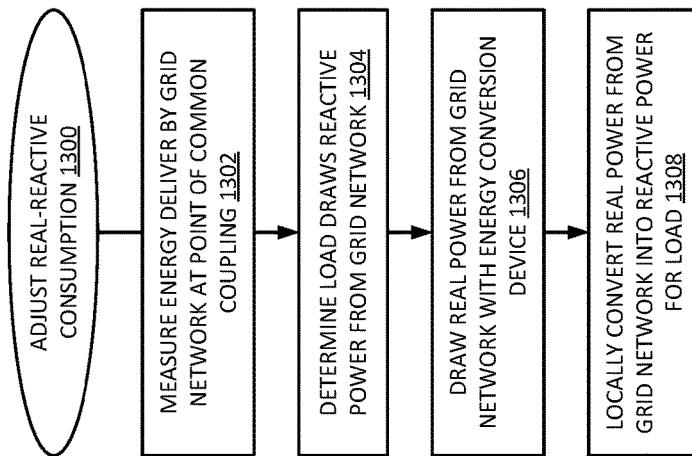 ADJUST REAL-REACTIVE
CONSUMPTION 1300
MEASURE ENERGY DELIVER BY GRID
NETWORK AT POINT OF COMMON
COUPLING 1302
DETERMINE LOAD DRAWS REACTIVE
POWER FROM GRID NETWORK 1304
DRAW REAL POWER FROM GRID
NETWORK WITH ENERGY CONVERSION
DEVICE 1306
LOCALLY CONVERT REAL POWER FROM
GRID NETWORK INTO REACTIVE POWER
FOR LOAD 1308